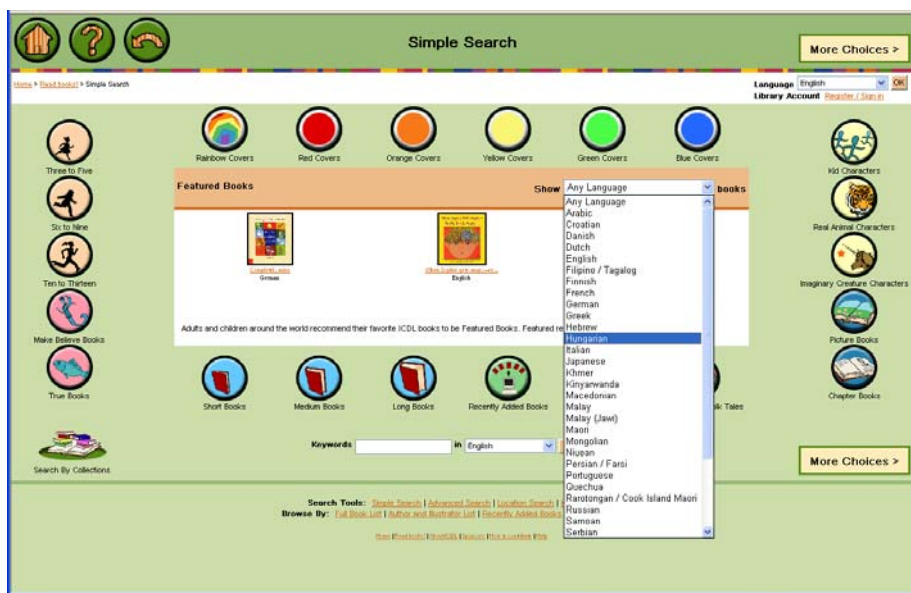 Simple Search
More Choices >
Home > Read books! > Simple Search
Language English OK
Library Account Register / Sign in
Rainbow Covers
Red Covers
Orange Covers
Yellow Covers
Green Covers
Blue Covers
Three to Five
Six to Nine
Ten to Thirteen
Make Believe Books
True Books
Search By Collections
Kid Characters
Real Animal Characters
Imaginary Creature Characters
Picture Books
Chapter Books
Featured Books
Show Any Language books
Any Language
Arabic
Croatian
Danish
Dutch
English
Filipino / Tagalog
Finnish
French
German
Greek
Hebrew
Hungarian
Italian
Japanese
Khmer
Kinyarwanda
Macedonian
Malay
Malay (Jawi)
Maori
Mongolian
Niuean
Persian / Farsi
Portuguese
Quechua
Rarotongan / Cook Island Maori
Russian
Samoan
Serbian
German
English
Adults and children around the world recommend their favorite ICDL books to be Featured Books. Featured re
Short Books
Medium Books
Long Books
Recently Added Books
lk Tales
Keywords in English
More Choices >
Search Tools: Simple Search | Advanced Search | Location Search |
Browse By: Full Book List | Author and Illustrator List | Recently Added Books